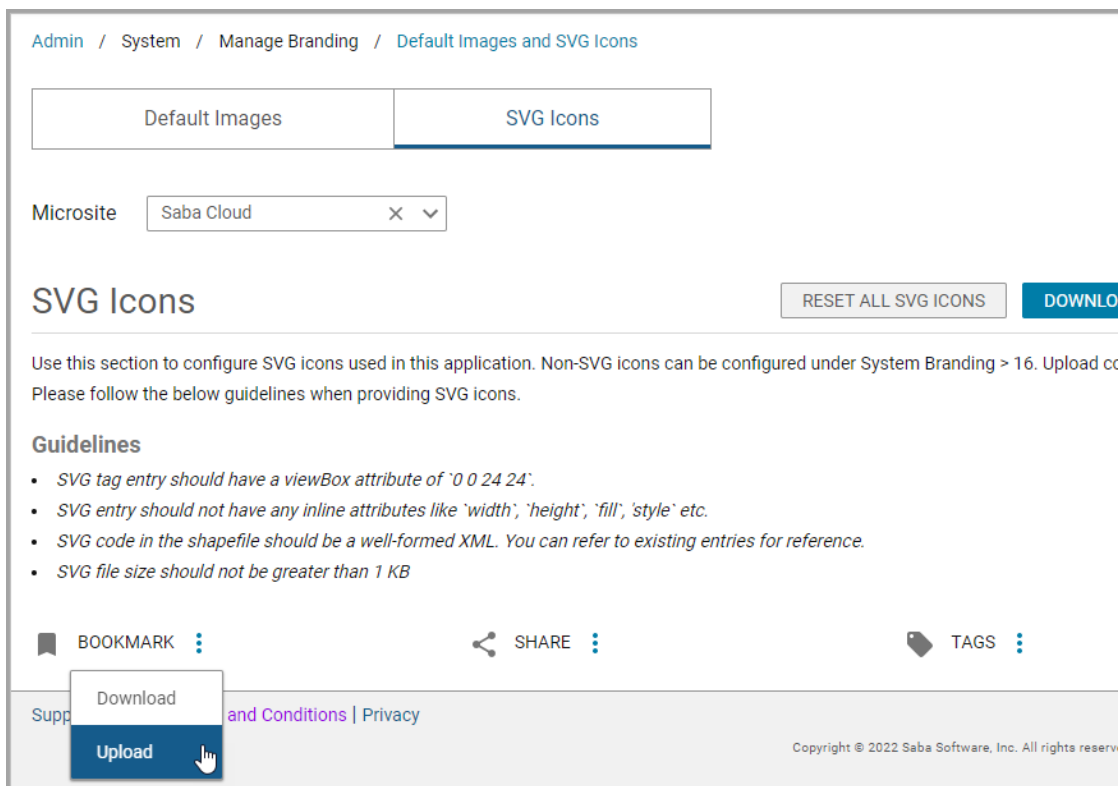 Admin / System / Manage Branding / Default Images and SVG Icons
Default Images
SVG Icons
Microsite
Saba Cloud
SVG Icons
RESET ALL SVG ICONS
DOWNLO
Use this section to configure SVG icons used in this application. Non-SVG icons can be configured under System Branding > 16. Upload co
Please follow the below guidelines when providing SVG icons.
Guidelines
• SVG tag entry should have a viewBox attribute of `0 0 24 24`.
• SVG entry should not have any inline attributes like `width`, `height`, `fill`, 'style` etc.
• SVG code in the shapefile should be a well-formed XML. You can refer to existing entries for reference.
• SVG file size should not be greater than 1 KB
BOOKMARK
SHARE
TAGS
Download
Upload
Supp
and Conditions | Privacy
Copyright © 2022 Saba Software, Inc. All rights reserv